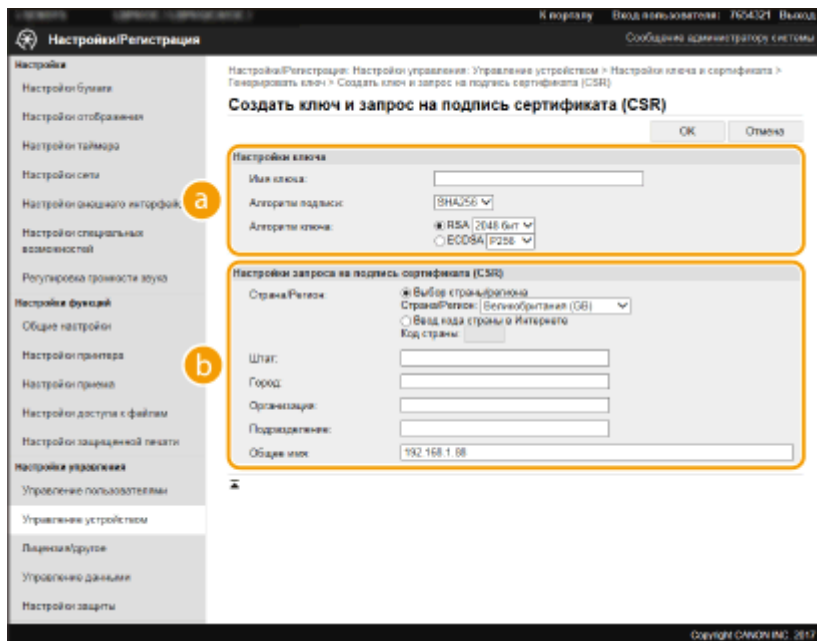 К порталу Вход пользователя: 7654321 Выход
Настройки/Регистрация
Сообщение администратору системы
Настройка
Настройки бумаги
Настройки отображения
Настройки таймера
Настройки сети
Настройки внешнего интерфейс
Настройки специальных
возможностей
Регулировка громкости звука
Настройки функций
Общие настройки
Настройки принтера
Настройки приема
Настройки доступа к файлам
Настройки защищенной печати
Настройки управления
Управление пользователями
Управление устройством
Лицензия/другое
Управление данными
Настройки защиты
Настройки/Регистрация: Настройки управления: Управление устройством > Настройки ключа и сертификата >
Генерировать ключ > Создать ключ и запрос на подпись сертификата (CSR)
Создать ключ и запрос на подпись сертификата (CSR)
OK Отмена
a
Настройки ключа
Имя ключа:
Алгоритм подписи: SHA256
Алгоритм ключа: RSA 2048 бит
ECDSA P256
b
Настройки запроса на подпись сертификата (CSR)
Страна/Регион: Выбор страны/региона
Страна/Регион: Великобритания (GB)
Ввод кода страны в Интернете
Код страны:
Штат:
Город:
Организация:
Подразделение:
Общее имя: 192.168.1.88
Copyright CANON INC. 2017